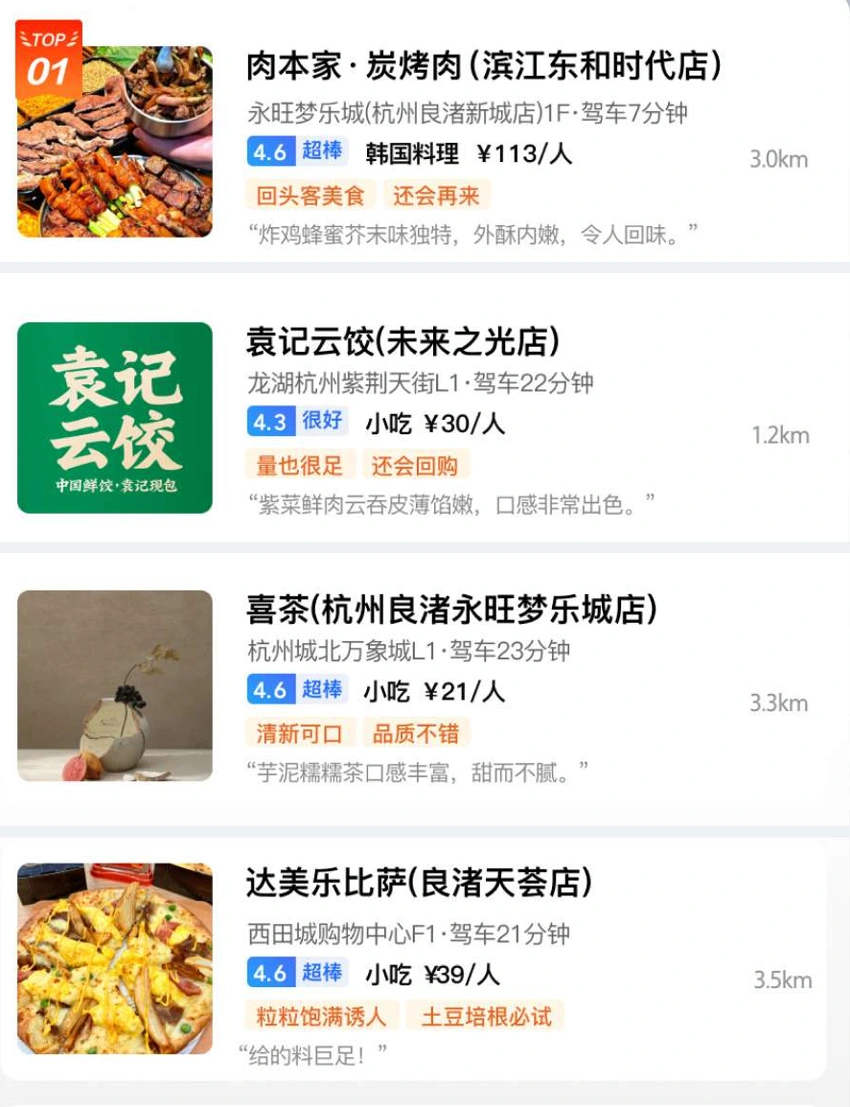 TOP
01
肉本家·炭烤肉(滨江东和时代店)
永旺梦乐城(杭州良渚新城店)1F·驾车7分钟
4.6 超棒 韩国料理 ¥113/人
3.0km
回头客美食 还会再来
“炸鸡蜂蜜芥末味独特，外酥内嫩，令人回味。”
袁记云饺(未来之光店)
龙湖杭州紫荆天街L1·驾车22分钟
4.3 很好 小吃 ¥30/人
1.2km
量也很足 还会回购
“紫菜鲜肉云吞皮薄馅嫩，口感非常出色。”
袁记
云饺
中国鲜饺·袁记现包
喜茶(杭州良渚永旺梦乐城店)
杭州城北万象城L1·驾车23分钟
4.6 超棒 小吃 ¥21/人
3.3km
清新可口 品质不错
“芋泥糯糯茶口感丰富，甜而不腻。”
达美乐比萨(良渚天荟店)
西田城购物中心F1·驾车21分钟
4.6 超棒 小吃 ¥39/人
3.5km
粒粒饱满诱人 土豆培根必试
“给的料巨足！”